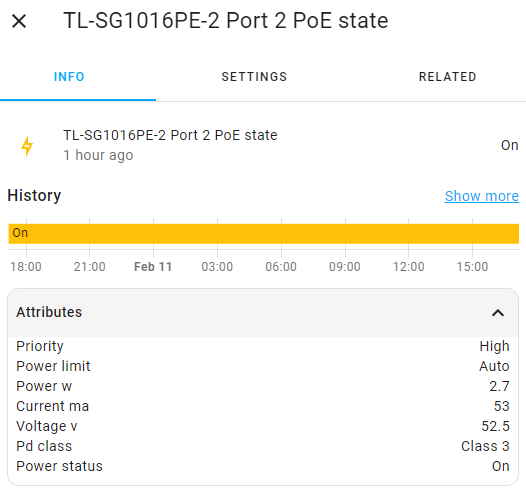 TL-SG1016PE-2 Port 2 PoE state
INFO SETTINGS RELATED
TL-SG1016PE-2 Port 2 PoE state
1 hour ago
On
History Show more
On
18:00 21:00 Feb 11 03:00 06:00 09:00 12:00 15:00
Attributes
Priority High
Power limit Auto
Power w 2.7
Current ma 53
Voltage v 52.5
Pd class Class 3
Power status On